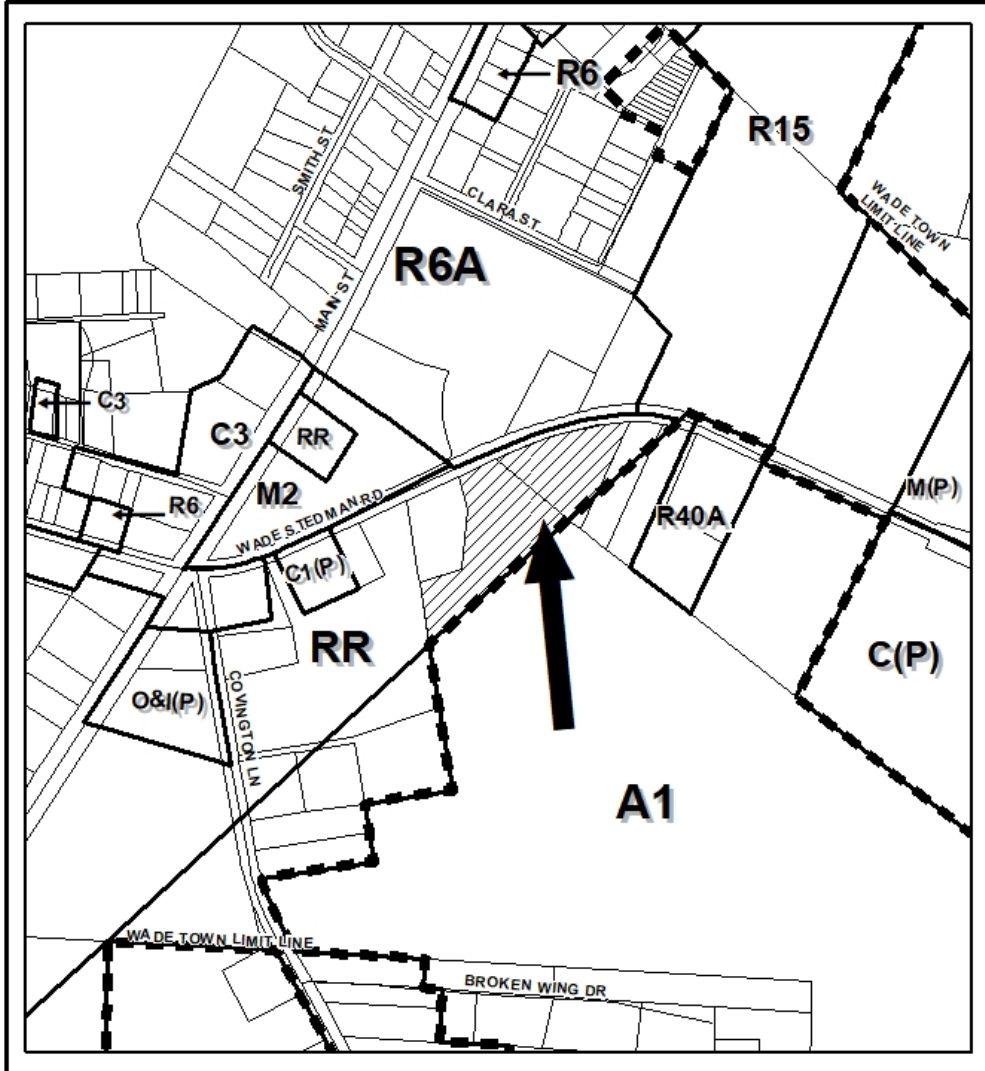 R6
R15
SMITH ST
CLARA ST
WADE TOWN
LIMIT LINE
R6A
MAIN ST
C3
C3
RR
M2
R6
WADE STEDMAN RD
C1(P)
R40A
M(P)
RR
C(P)
O&I(P)
COVINGTON LN
A1
WADE TOWN LIMIT LINE
BROKEN WING DR